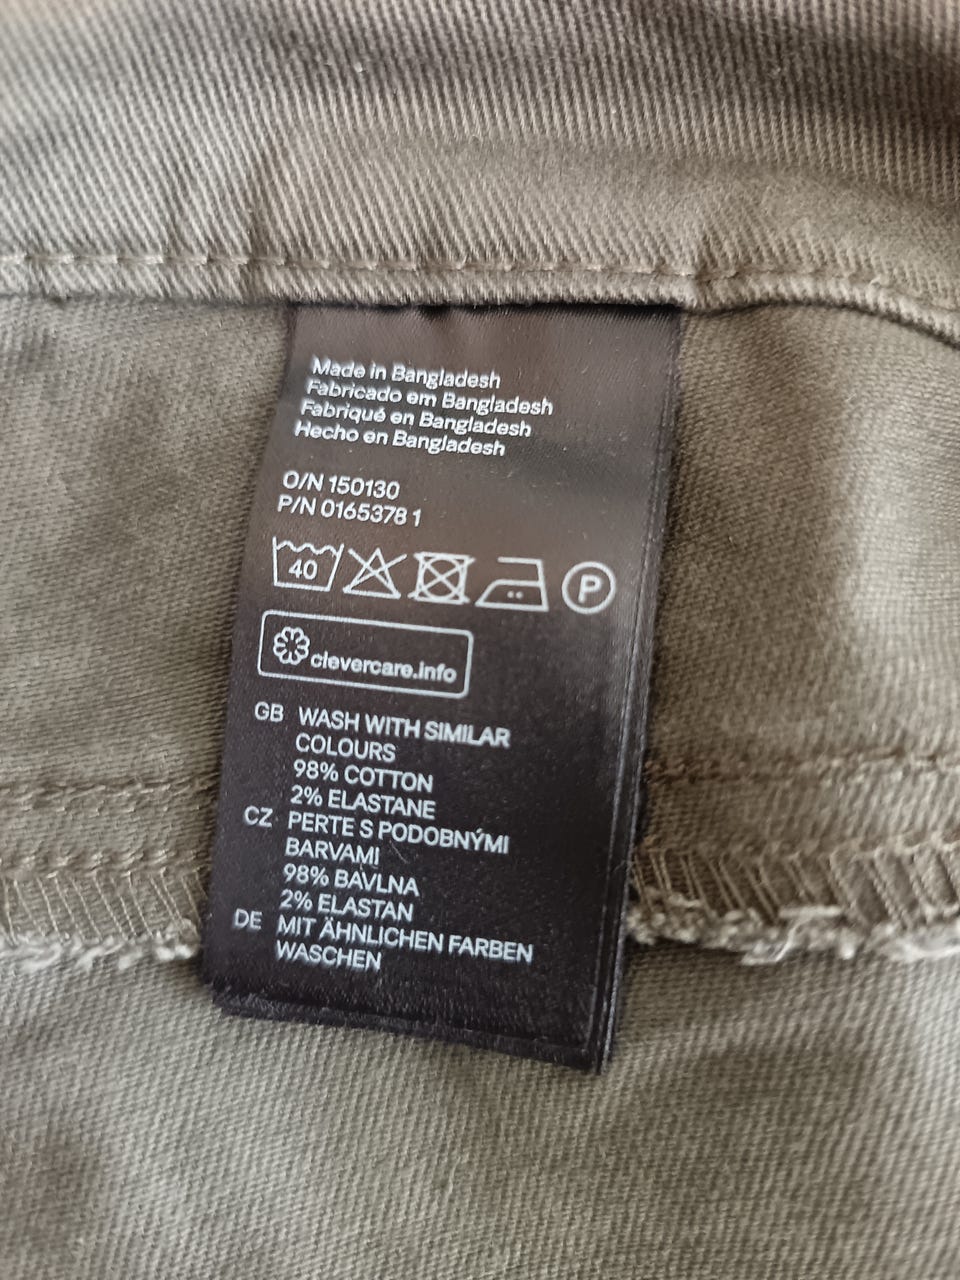 Made in Bangladesh
Fabricado em Bangladesh
Fabriqué en Bangladesh
Hecho en Bangladesh
O/N 150130
P/N 0165378 1
40 P
clevercare.info
GB WASH WITH SIMILAR
COLOURS
98% COTTON
2% ELASTANE
CZ PERTE S PODOBNÝMI
BARVAMI
98% BAVLNA
2% ELASTAN
DE MIT ÄHNLICHEN FARBEN
WASCHEN